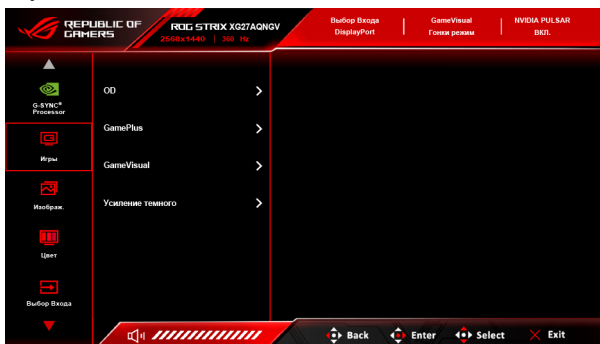 REPUBLIC OF
GAMERS
ROG STRIX XG27AQNGV
2560x1440 | 360 Hz
Выбор Входа
DisplayPort
GameVisual
Гонки режим
NVIDIA PULSAR
ВКЛ.
G-SYNC®
Processor
Игры
Изображ.
Цвет
Выбор Входа
OD
GamePlus
GameVisual
Усиление темного
Back
Enter
Select
Exit